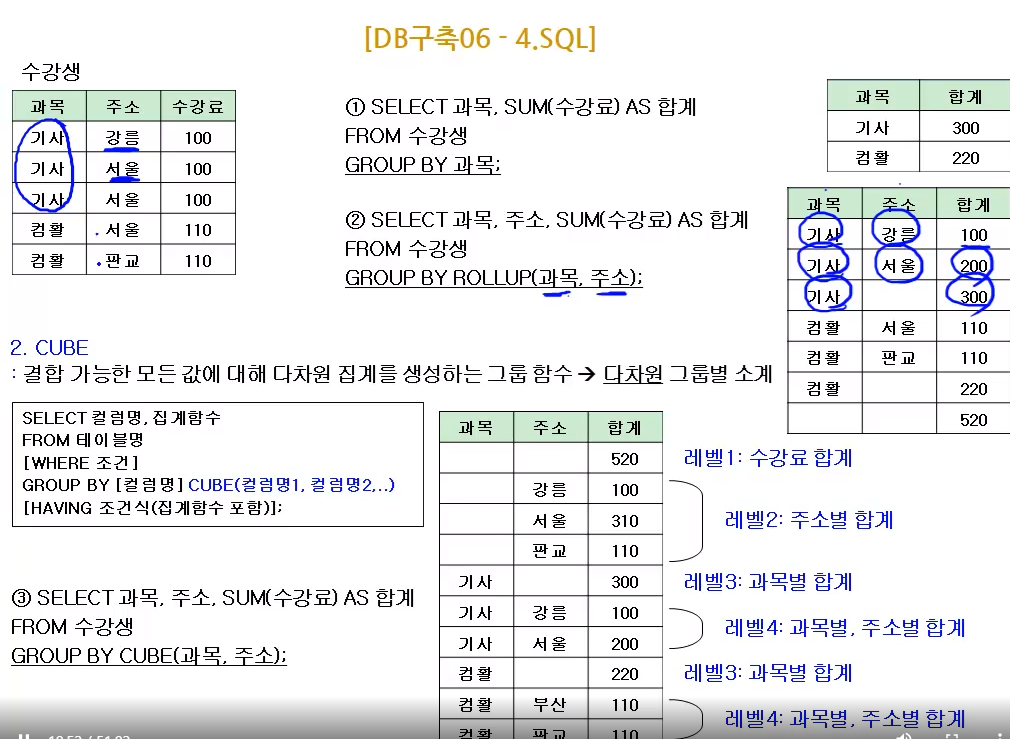 [DB구축06 - 4.SQL]
수강생
과목 주소 수강료
기사 강릉 100
기사 서울 100
기사 서울 100
컴활 서울 110
컴활 판교 110
① SELECT 과목, SUM(수강료) AS 합계
FROM 수강생
GROUP BY 과목;
과목 합계
기사 300
컴활 220
② SELECT 과목, 주소, SUM(수강료) AS 합계
FROM 수강생
GROUP BY ROLLUP(과목, 주소);
과목 주소 합계
기사 강릉 100
기사 서울 200
기사 300
컴활 서울 110
컴활 판교 110
컴활 220
520
2. CUBE
: 결합 가능한 모든 값에 대해 다차원 집계를 생성하는 그룹 함수 → 다차원 그룹별 소계
SELECT 컬럼명, 집계함수
FROM 테이블명
[WHERE 조건]
GROUP BY [컬럼명] CUBE(컬럼명1, 컬럼명2,..)
[HAVING 조건식(집계함수 포함)];
③ SELECT 과목, 주소, SUM(수강료) AS 합계
FROM 수강생
GROUP BY CUBE(과목, 주소);
과목 주소 합계
520 레벨1: 수강료 합계
강릉 100
서울 310 레벨2: 주소별 합계
판교 110
기사 300 레벨3: 과목별 합계
기사 강릉 100
레벨4: 과목별, 주소별 합계
기사 서울 200
컴활 220 레벨3: 과목별 합계
컴활 부산 110
레벨4: 과목별, 주소별 합계
컴활 판교 110